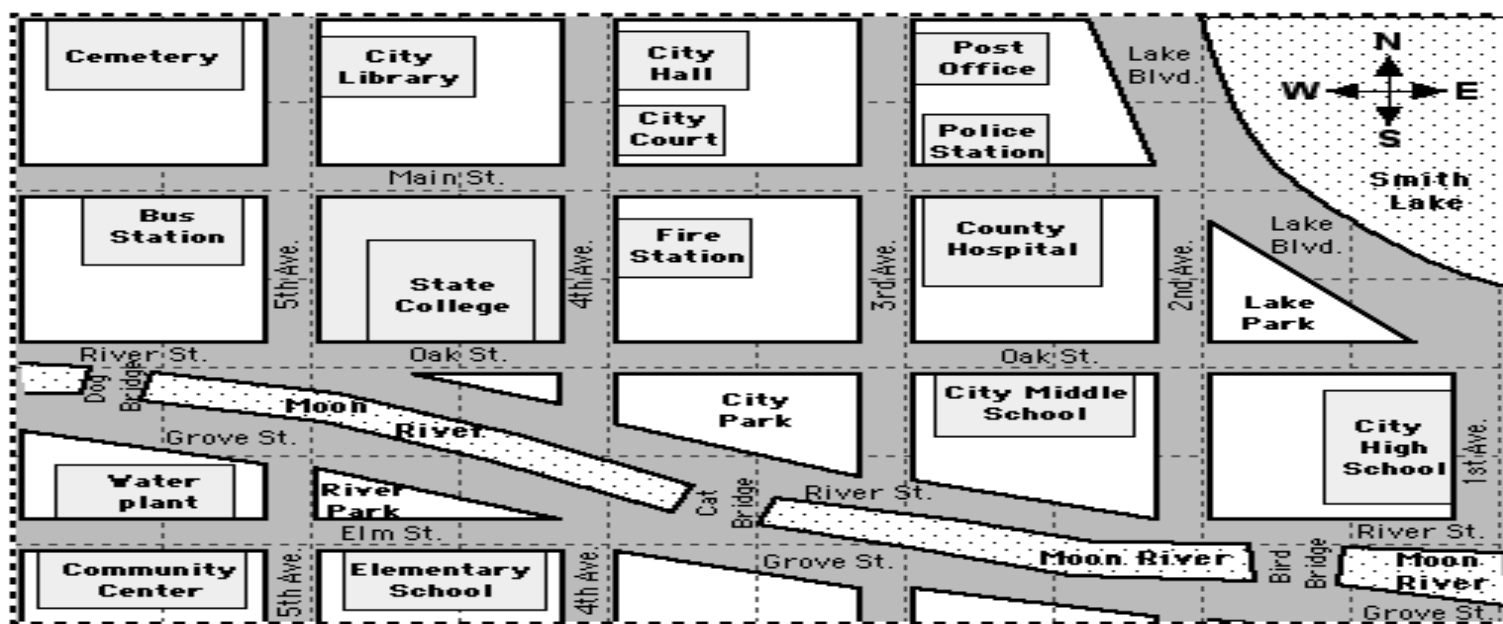 Cemetery
City
Library
City
Hall
City
Court
Post
Office
Police
Station
Lake
Blvd.
N
W E
S
Smith
Lake
Main St.
Bus
Station
5th Ave.
State
College
4th Ave.
Fire
Station
3rd Ave.
County
Hospital
2nd Ave.
Lake
Blvd.
Lake
Park
River St.
Oak St.
Oak St.
Dog
Bridge
Moon
River
City
Park
City Middle
School
City
High
School
1st Ave.
Grove St.
Water
plant
River
Park
Cat
Bridge
River St.
River St.
Elm St.
Community
Center
5th Ave.
Elementary
School
4th Ave.
Grove St.
Moon River
Bird
Bridge
Moon
River
Grove St.